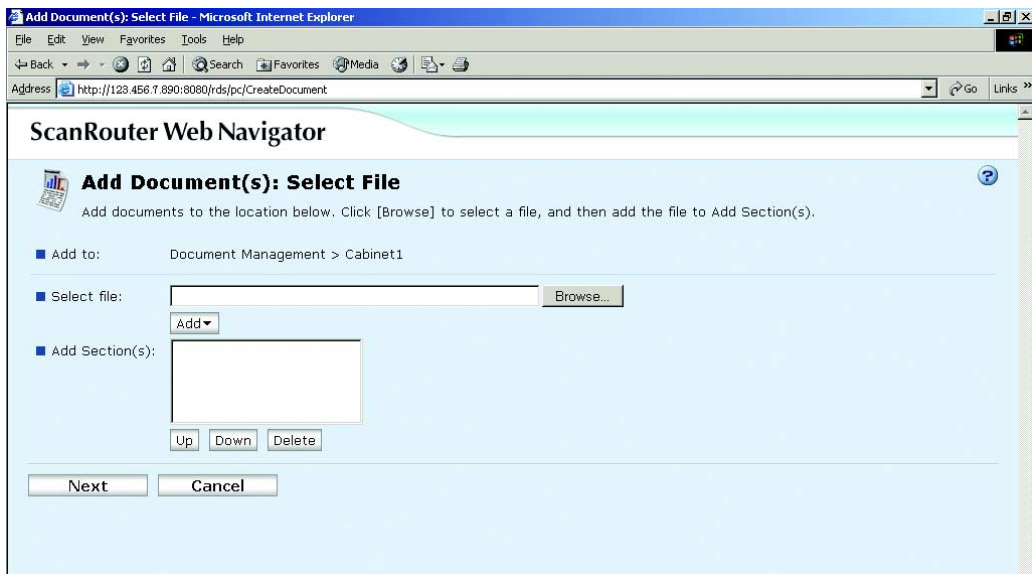 Add Document(s): Select File - Microsoft Internet Explorer
File Edit View Favorites Tools Help
Back Search Favorites Media
Address http://123.456.7.890:8080/rds/pc/CreateDocument Go Links »
ScanRouter Web Navigator
Add Document(s): Select File ?
Add documents to the location below. Click [Browse] to select a file, and then add the file to Add Section(s).
Add to: Document Management > Cabinet1
Select file: Browse...
Add
Add Section(s):
Up Down Delete
Next Cancel